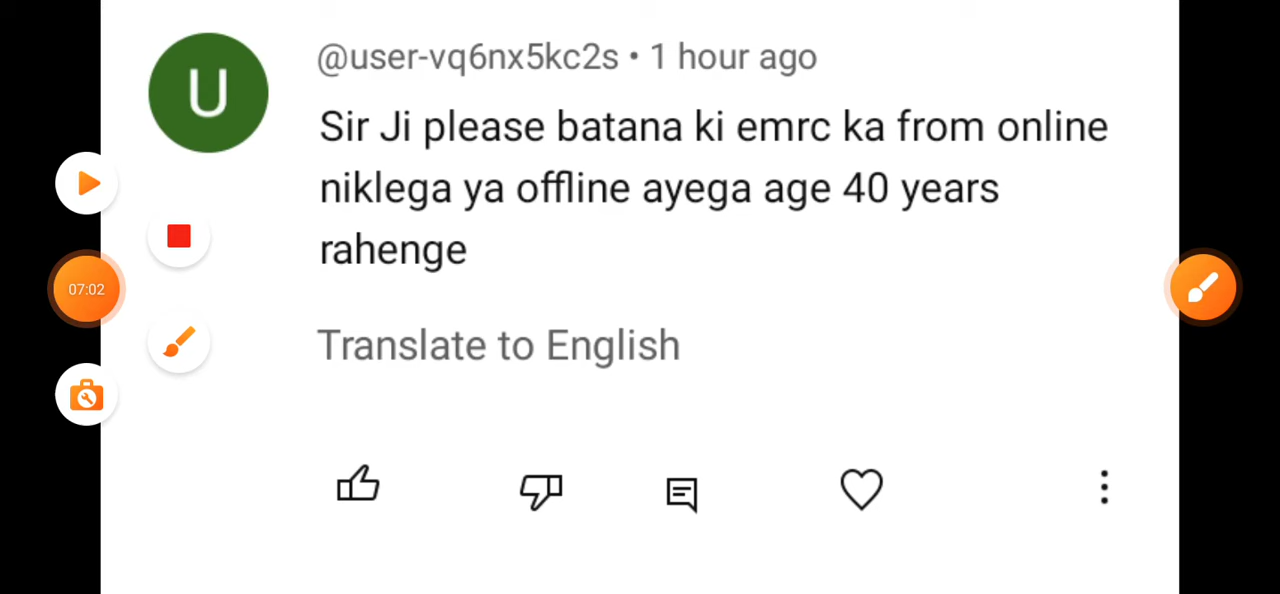 U
@user-vq6nx5kc2s • 1 hour ago
Sir Ji please batana ki emrc ka from online
niklega ya offline ayega age 40 years
rahenge
07:02
Translate to English